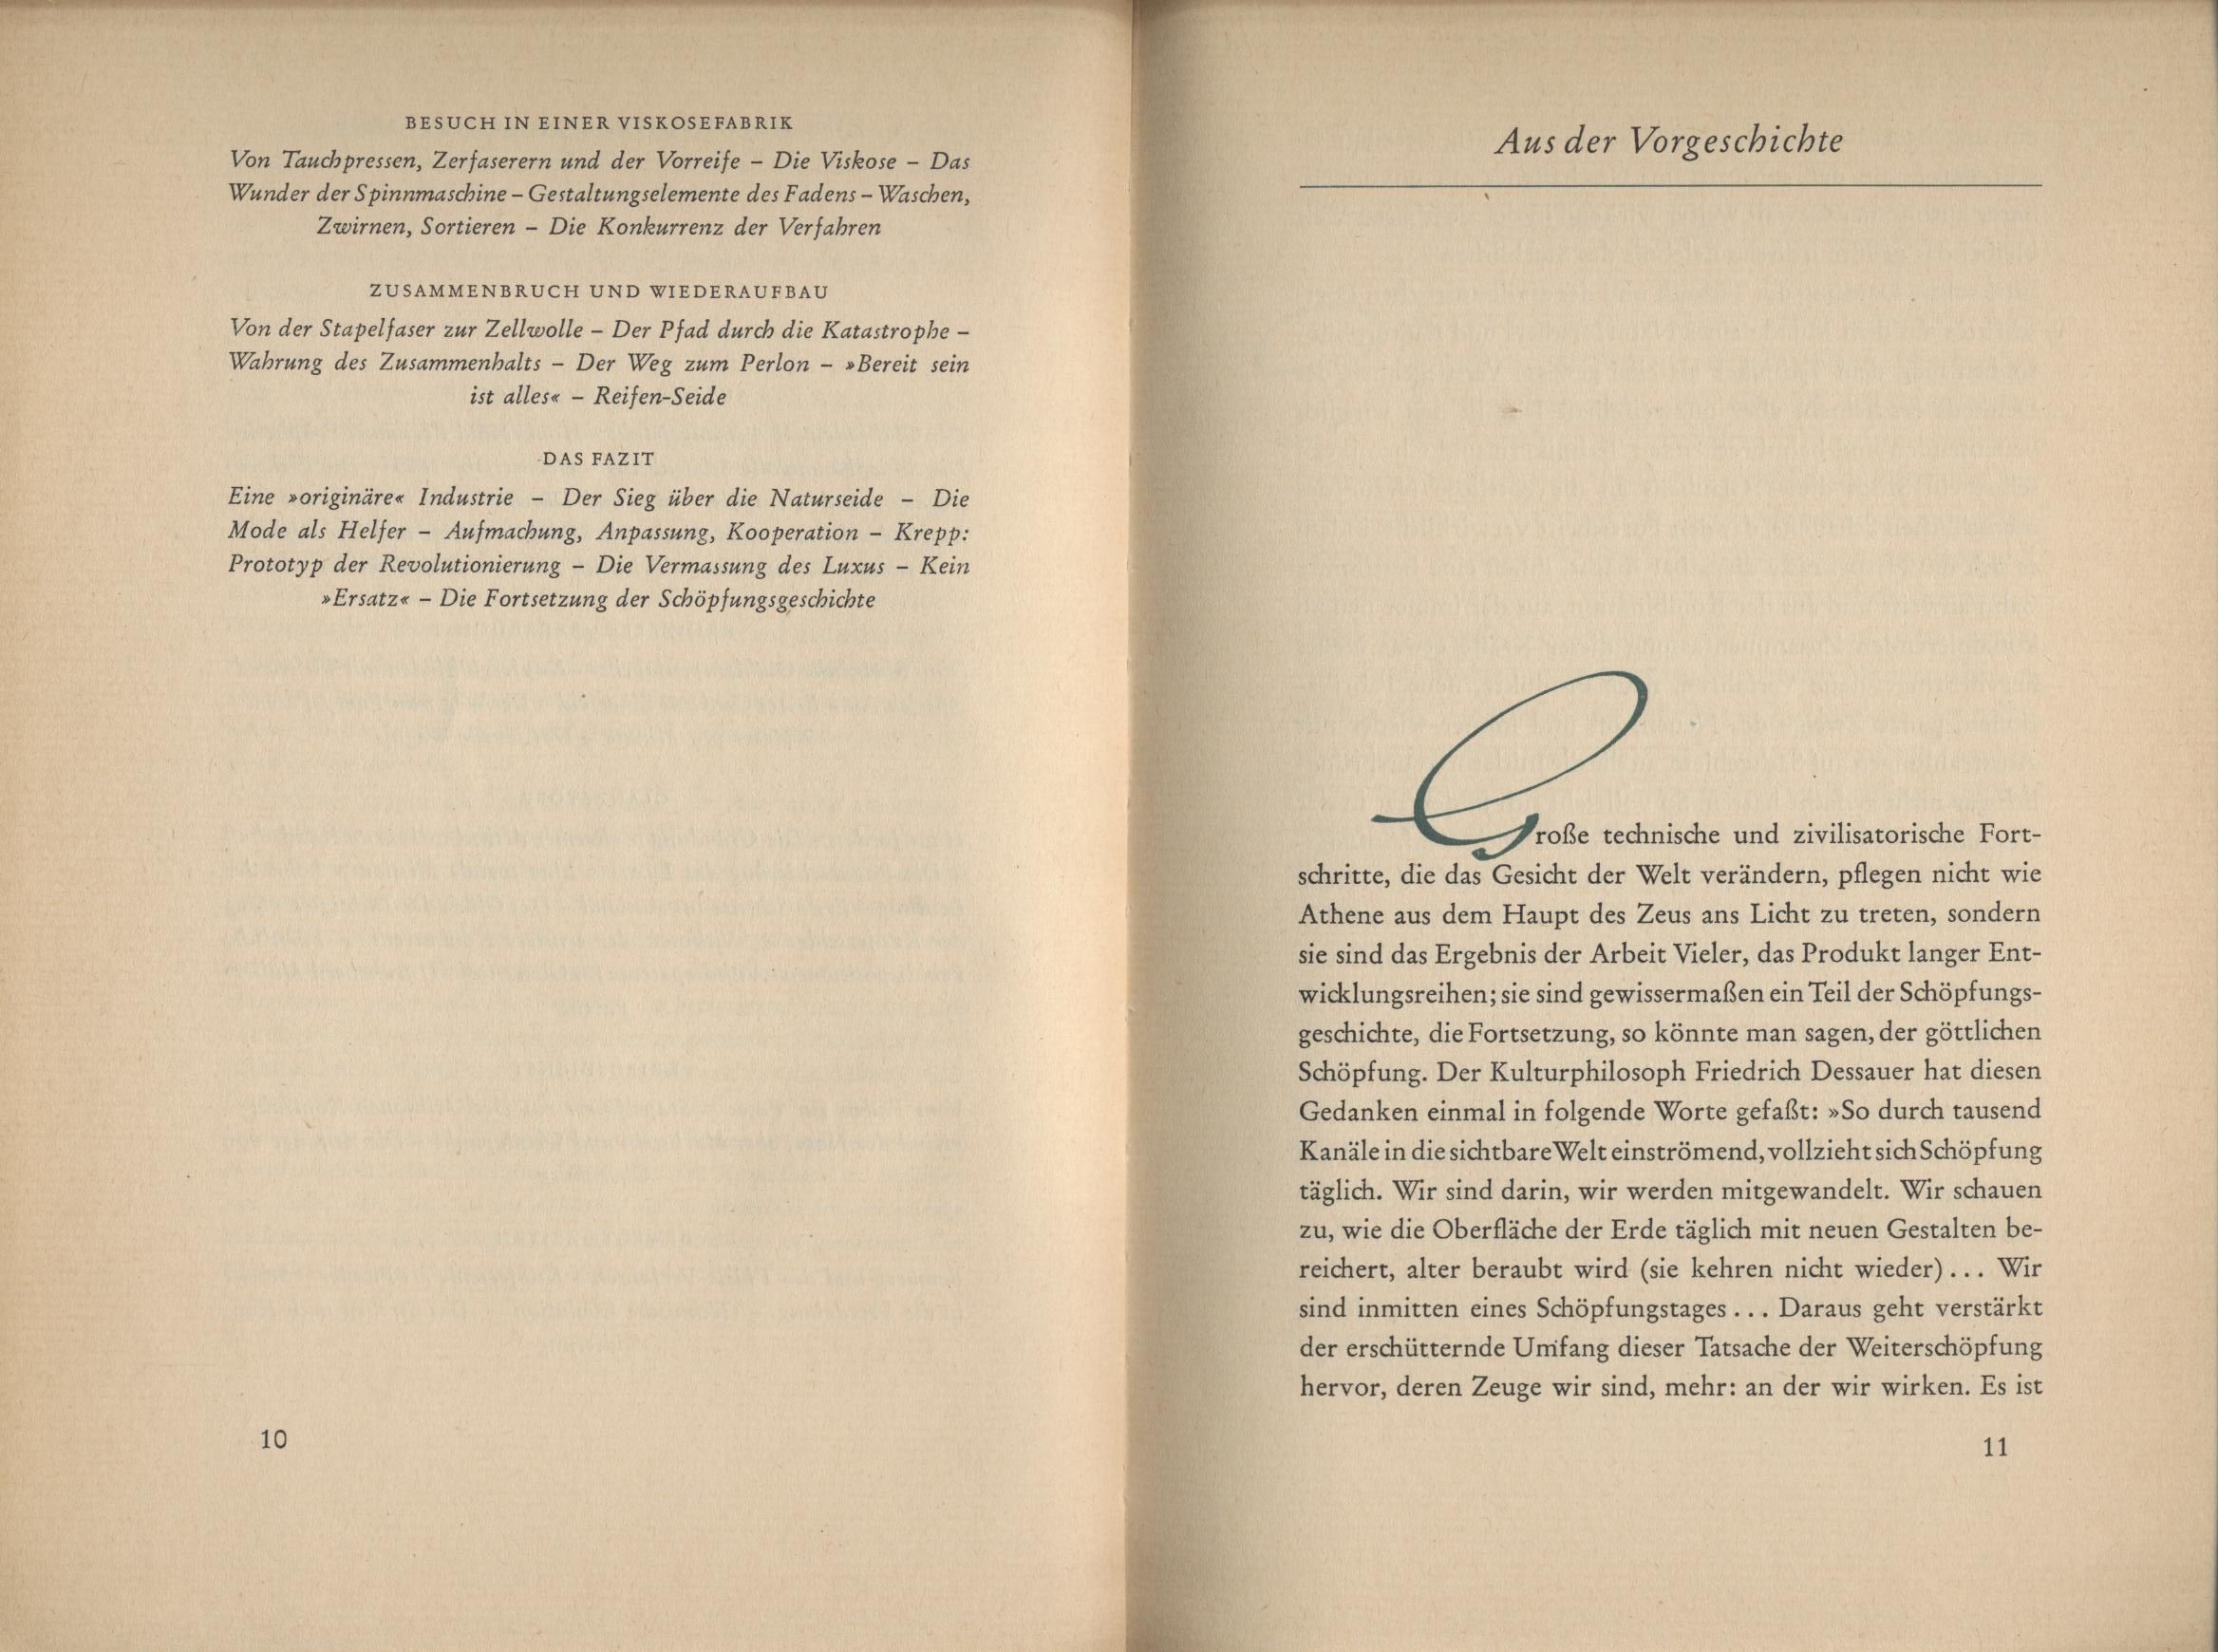 BESUCH IN EINER VISKOSEFABRIK
Von Tauchpressen, Zerfaserern und der Vorreife – Die Viskose – Das
Wunder der Spinnmaschine – Gestaltungselemente des Fadens – Waschen,
Zwirnen, Sortieren – Die Konkurrenz der Verfahren
ZUSAMMENBRUCH UND WIEDERAUFBAU
Von der Stapelfaser zur Zellwolle – Der Pfad durch die Katastrophe –
Wahrung des Zusammenhalts – Der Weg zum Perlon – »Bereit sein
ist alles« – Reifen-Seide
DAS FAZIT
Eine »originäre« Industrie – Der Sieg über die Naturseide – Die
Mode als Helfer – Aufmachung, Anpassung, Kooperation – Krepp:
Prototyp der Revolutionierung – Die Vermassung des Luxus – Kein
»Ersatz« – Die Fortsetzung der Schöpfungsgeschichte
10
Aus der Vorgeschichte
Große technische und zivilisatorische Fort-
schritte, die das Gesicht der Welt verändern, pflegen nicht wie
Athene aus dem Haupt des Zeus ans Licht zu treten, sondern
sie sind das Ergebnis der Arbeit Vieler, das Produkt langer Ent-
wicklungsreihen; sie sind gewissermaßen ein Teil der Schöpfungs-
geschichte, die Fortsetzung, so könnte man sagen, der göttlichen
Schöpfung. Der Kulturphilosoph Friedrich Dessauer hat diesen
Gedanken einmal in folgende Worte gefaßt: »So durch tausend
Kanäle in die sichtbare Welt einströmend, vollzieht sich Schöpfung
täglich. Wir sind darin, wir werden mitgewandelt. Wir schauen
zu, wie die Oberfläche der Erde täglich mit neuen Gestalten be-
reichert, alter beraubt wird (sie kehren nicht wieder) . . . Wir
sind inmitten eines Schöpfungstages . . . Daraus geht verstärkt
der erschütternde Umfang dieser Tatsache der Weiterschöpfung
hervor, deren Zeuge wir sind, mehr: an der wir wirken. Es ist
11